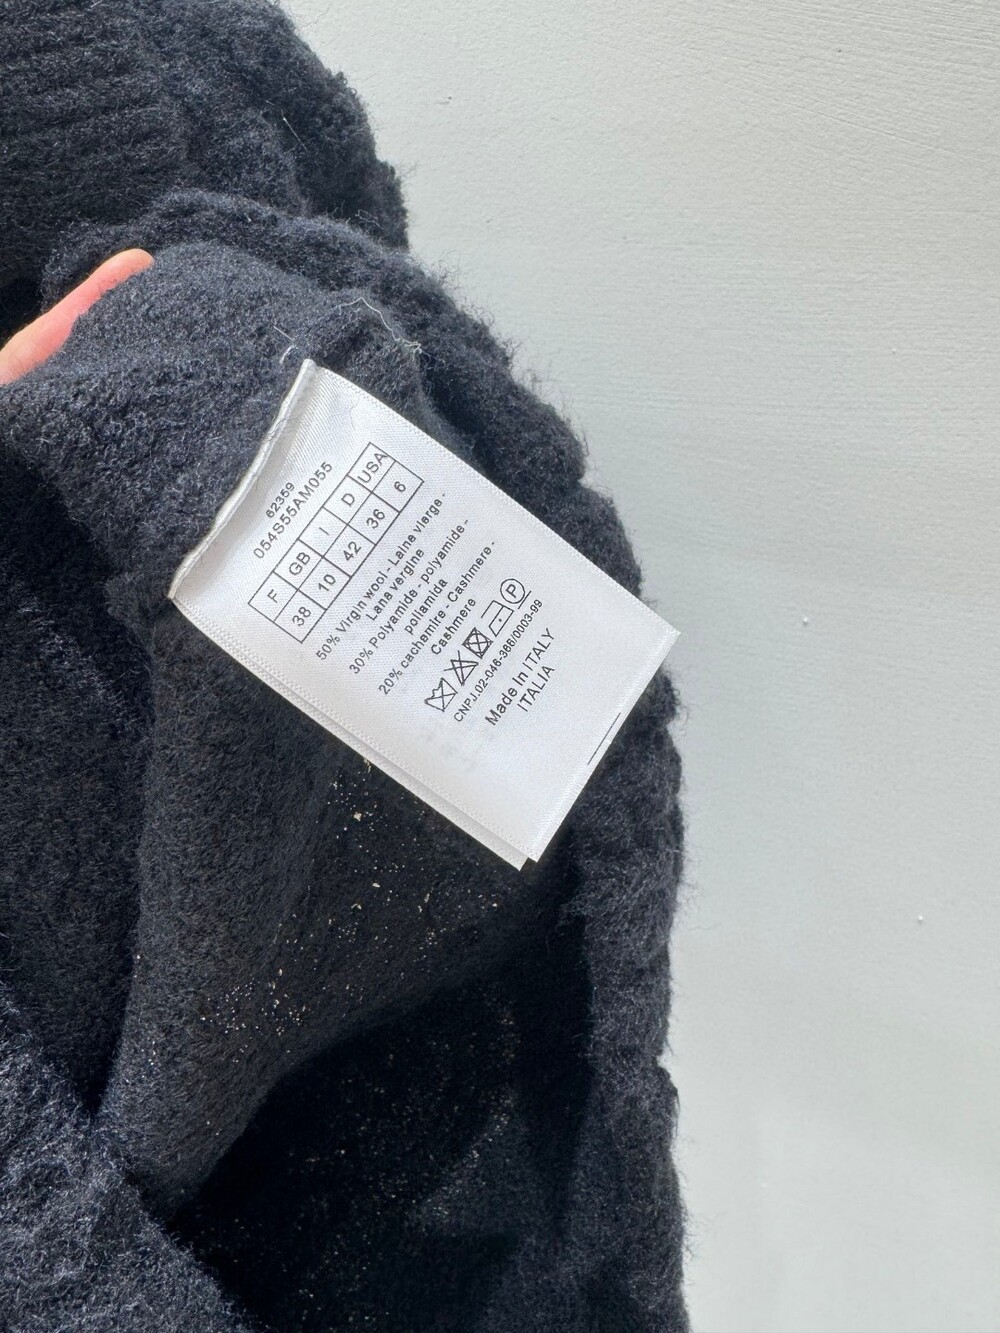 62359
054S55AM055
F GB I D USA
38 10 42 36 6
50% Virgin wool - Laine vierge -
Lana vergine
30% Polyamide - polyamide -
poliamida
20% cachemire - Cashmere -
Cashmere
P
CNPJ.02-046-386/0003-99
Made In ITALY
ITALIA